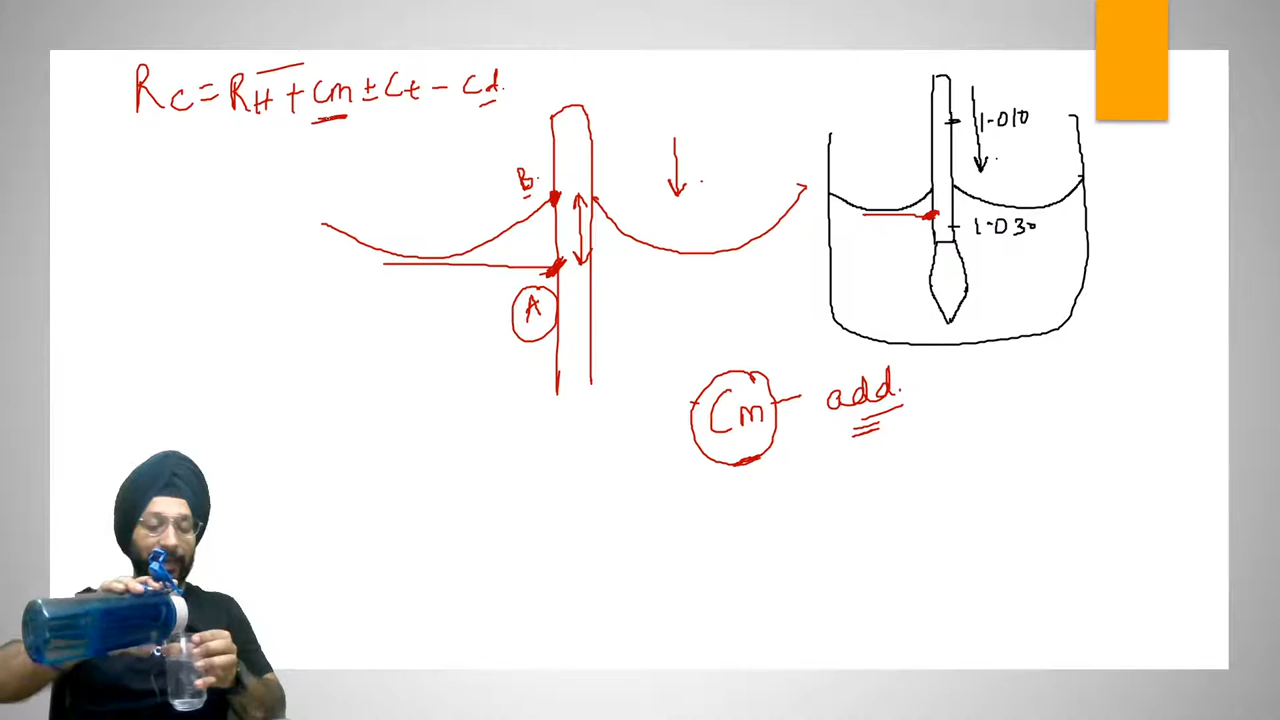 Rc = RH + Cm ± Ct - Cd.
B.
A
1.010
1.030
Cm - add.